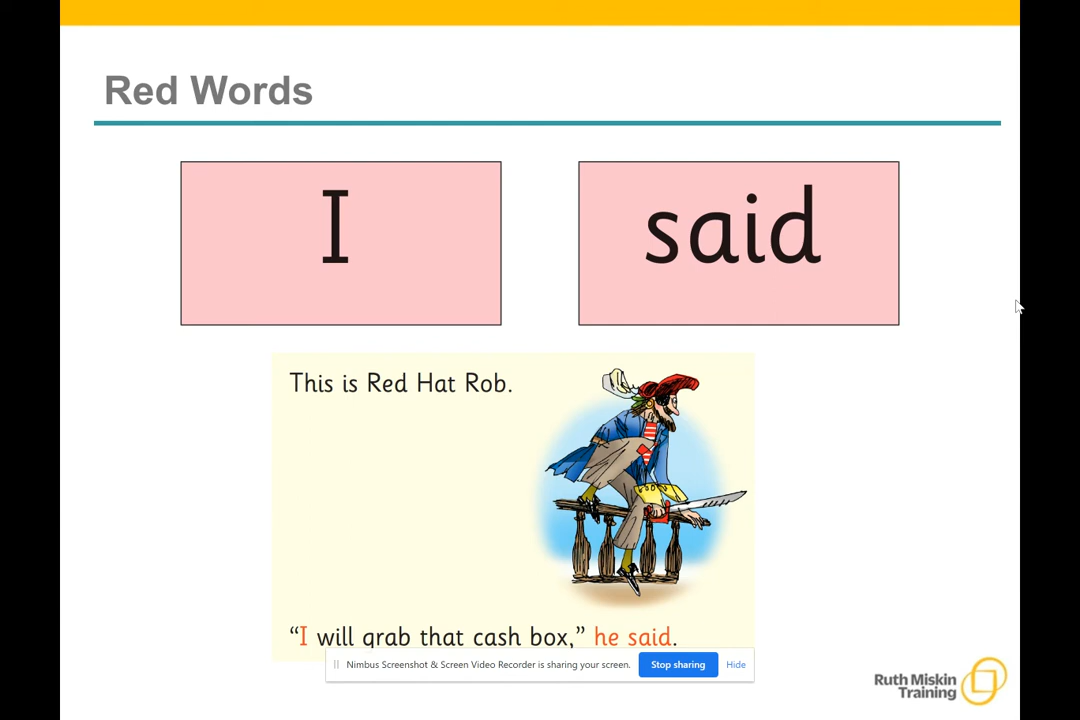 Red Words
I
said
This is Red Hat Rob.
“I will grab that cash box,” he said.
Nimbus Screenshot & Screen Video Recorder is sharing your screen.
Stop sharing
Hide
Ruth Miskin
Training